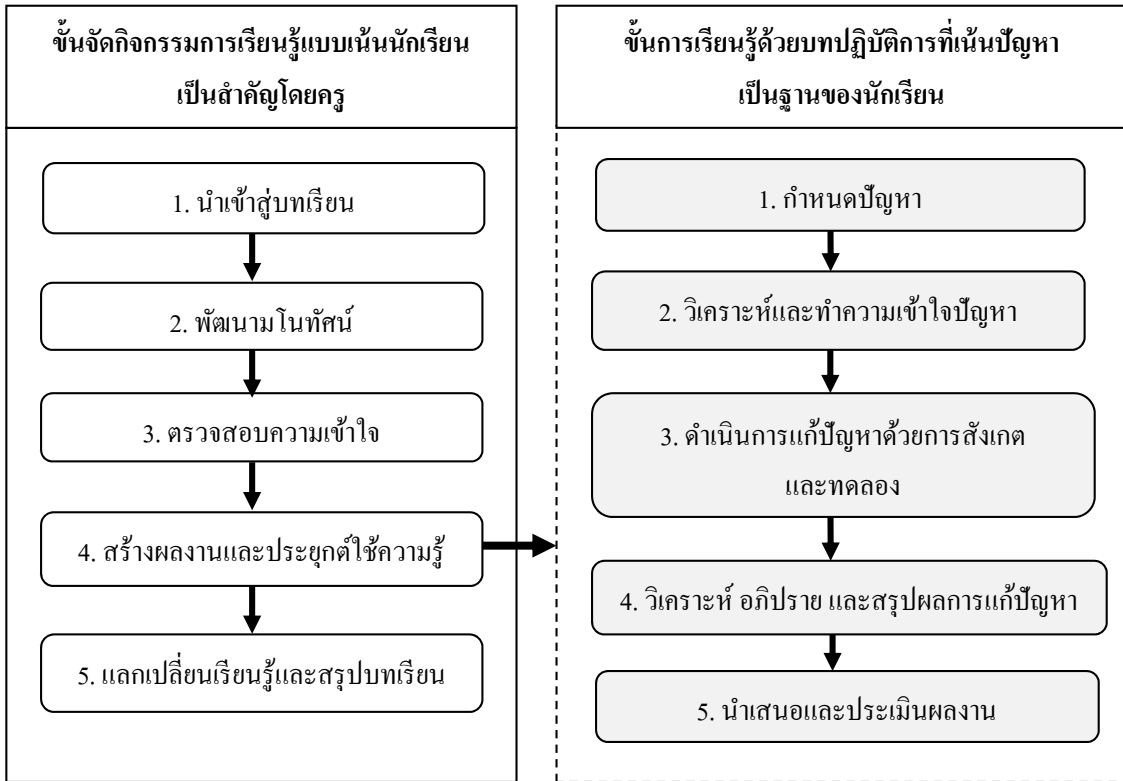 ขั้นจัดกิจกรรมการเรียนรู้แบบเน้นนักเรียน
เป็นสำคัญโดยครู
1. นำเข้าสู่บทเรียน
2. พัฒนามโนทัศน์
3. ตรวจสอบความเข้าใจ
4. สร้างผลงานและประยุกต์ใช้ความรู้
5. แลกเปลี่ยนเรียนรู้และสรุปบทเรียน
ขั้นการเรียนรู้ด้วยบทปฏิบัติการที่เน้นปัญหา
เป็นฐานของนักเรียน
1. กำหนดปัญหา
2. วิเคราะห์และทำความเข้าใจปัญหา
3. ดำเนินการแก้ปัญหาด้วยการสังเกต
และทดลอง
4. วิเคราะห์ อภิปราย และสรุปผลการแก้ปัญหา
5. นำเสนอและประเมินผลงาน